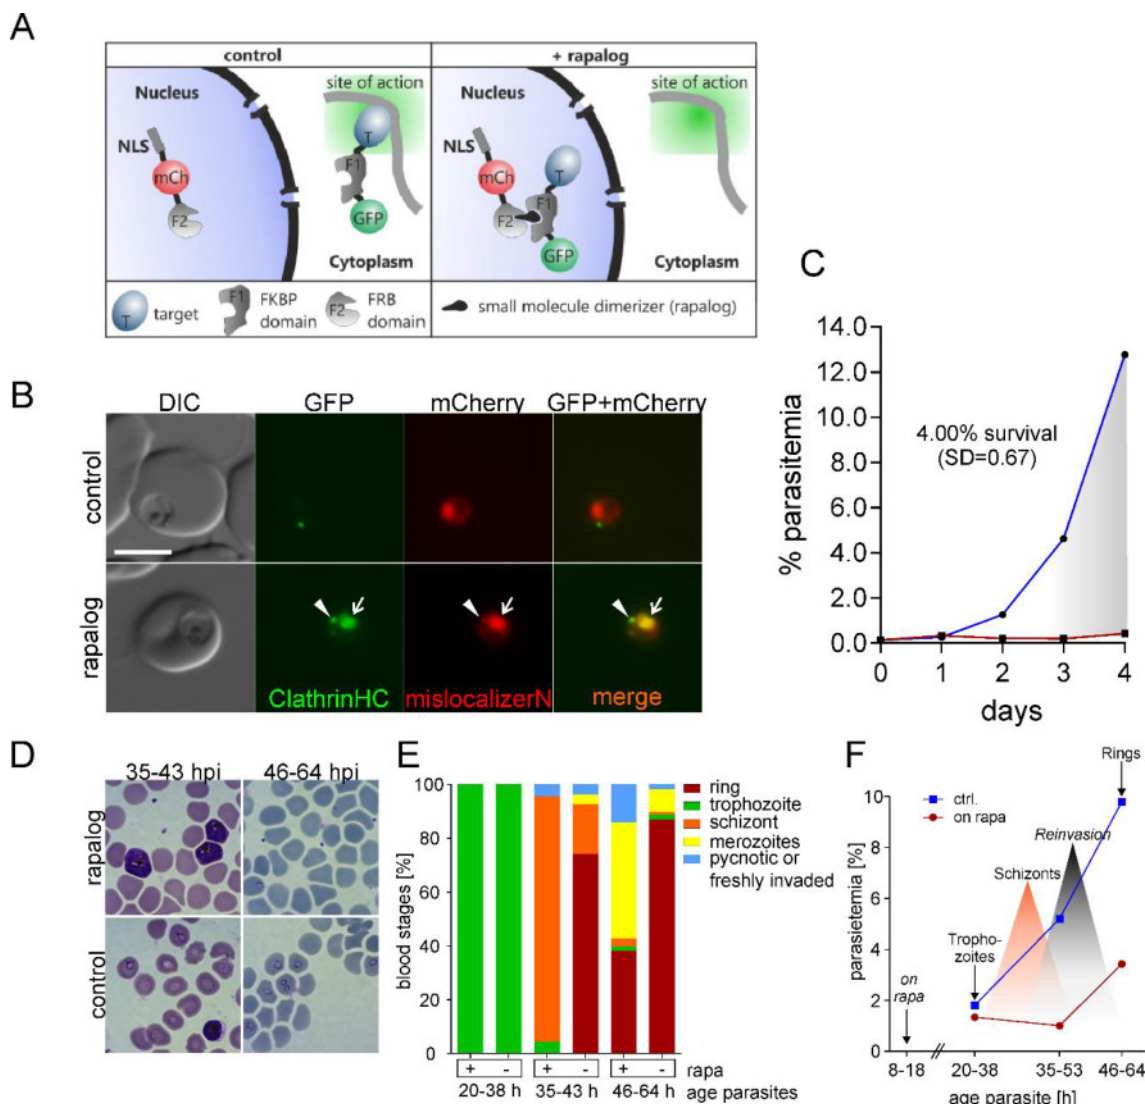 A
control
+ rapalog
Nucleus
site of action
NLS
T
mCh
F1
F2
GFP
Cytoplasm
Nucleus
site of action
NLS
T
mCh
F1
F2
GFP
Cytoplasm
T target
F1 FKBP domain
F2 FRB domain
small molecule dimerizer (rapalog)
B
DIC GFP mCherry GFP+mCherry
control
rapalog
ClathrinHC mislocalizerN merge
C
% parasitemia
14.0
12.0
10.0
8.0
6.0
4.0
2.0
0.0
4.00% survival
(SD=0.67)
0 1 2 3 4
days
D
35-43 hpi 46-64 hpi
rapalog
control
E
blood stages [%]
100
80
60
40
20
0
ring
trophozoite
schizont
merozoites
pycnotic or
freshly invaded
+ - + - + - rapa
20-38 h 35-43 h 46-64 h age parasites
F
parasietemia [%]
10
8
6
4
2
0
ctrl.
on rapa
Rings
Reinvasion
Schizonts
Tropho-
zoites
on
rapa
8-18 20-38 35-53 46-64
age parasite [h]